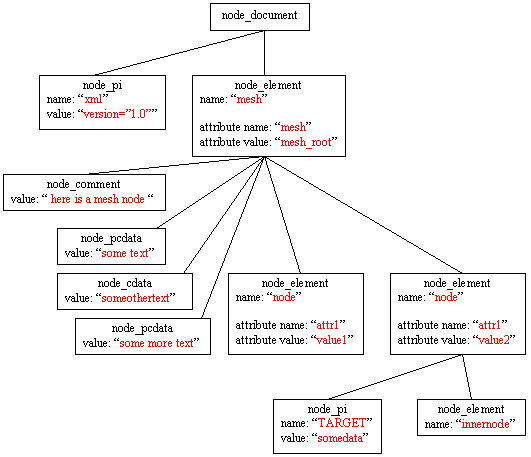 node_document
node_pi
name: “xml”
value: “version=”1.0””
node_element
name: “mesh”
attribute name: “mesh”
attribute value: “mesh_root”
node_comment
value: “ here is a mesh node “
node_pcdata
value: “some text”
node_cdata
value: “someothertext”
node_pcdata
value: “some more text”
node_element
name: “node”
attribute name: “attr1”
attribute value: “value1”
node_element
name: “node”
attribute name: “attr1”
attribute value: “value2”
node_pi
name: “TARGET”
value: “somedata”
node_element
name: “innernode”